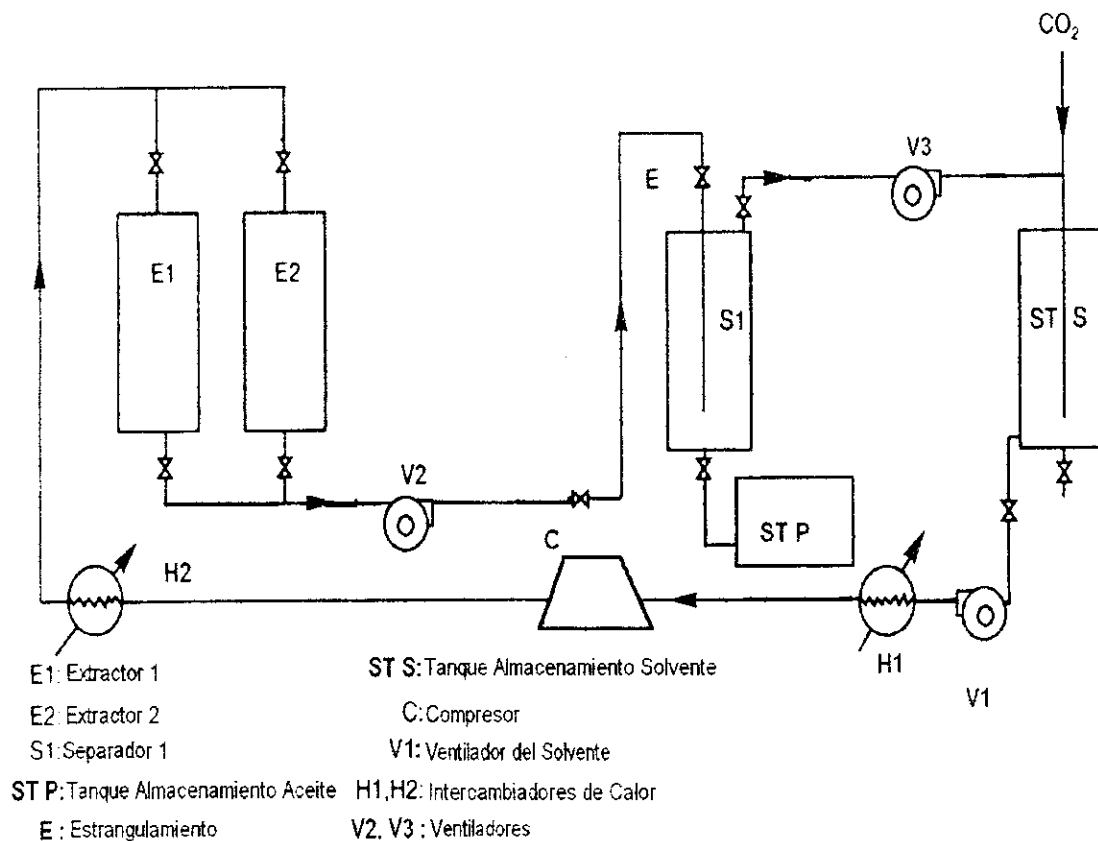 CO₂
V3
E
E1
E2
S1
ST S
V2
C
ST P
H2
H1
V1
E1: Extractor 1
ST S: Tanque Almacenamiento Solvente
E2: Extractor 2
C: Compresor
S1: Separador 1
V1: Ventilador del Solvente
ST P: Tanque Almacenamiento Aceite H1,H2: Intercambiadores de Calor
E : Estrangulamiento V2, V3 : Ventiladores